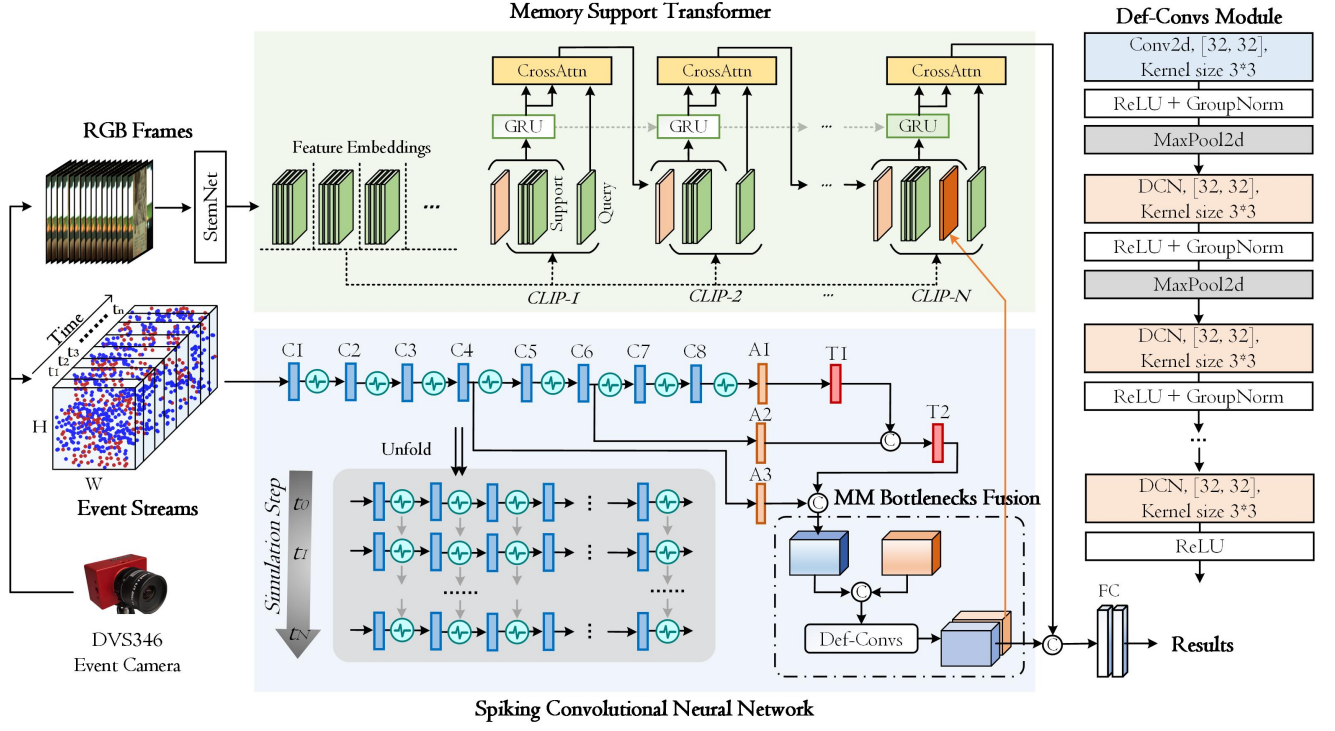 Memory Support Transformer
Def-Convs Module
RGB Frames
StemNet
Feature Embeddings
...
CrossAttn
CrossAttn
CrossAttn
GRU
GRU
...
GRU
Support
Query
...
CLIP-1
CLIP-2
...
CLIP-N
Time
t1
t2
t3
......
tn
H
W
Event Streams
DVS346
Event Camera
C1
C2
C3
C4
C5
C6
C7
C8
A1
T1
A2
C
T2
A3
C
Unfold
Simulation Step
t0
t1
tN
......
......
MM Bottlenecks Fusion
C
Def-Convs
C
FC
Results
Spiking Convolutional Neural Network
Conv2d, [32, 32],
Kernel size 3*3
ReLU + GroupNorm
MaxPool2d
DCN, [32, 32],
Kernel size 3*3
ReLU + GroupNorm
MaxPool2d
DCN, [32, 32],
Kernel size 3*3
ReLU + GroupNorm
...
DCN, [32, 32],
Kernel size 3*3
ReLU